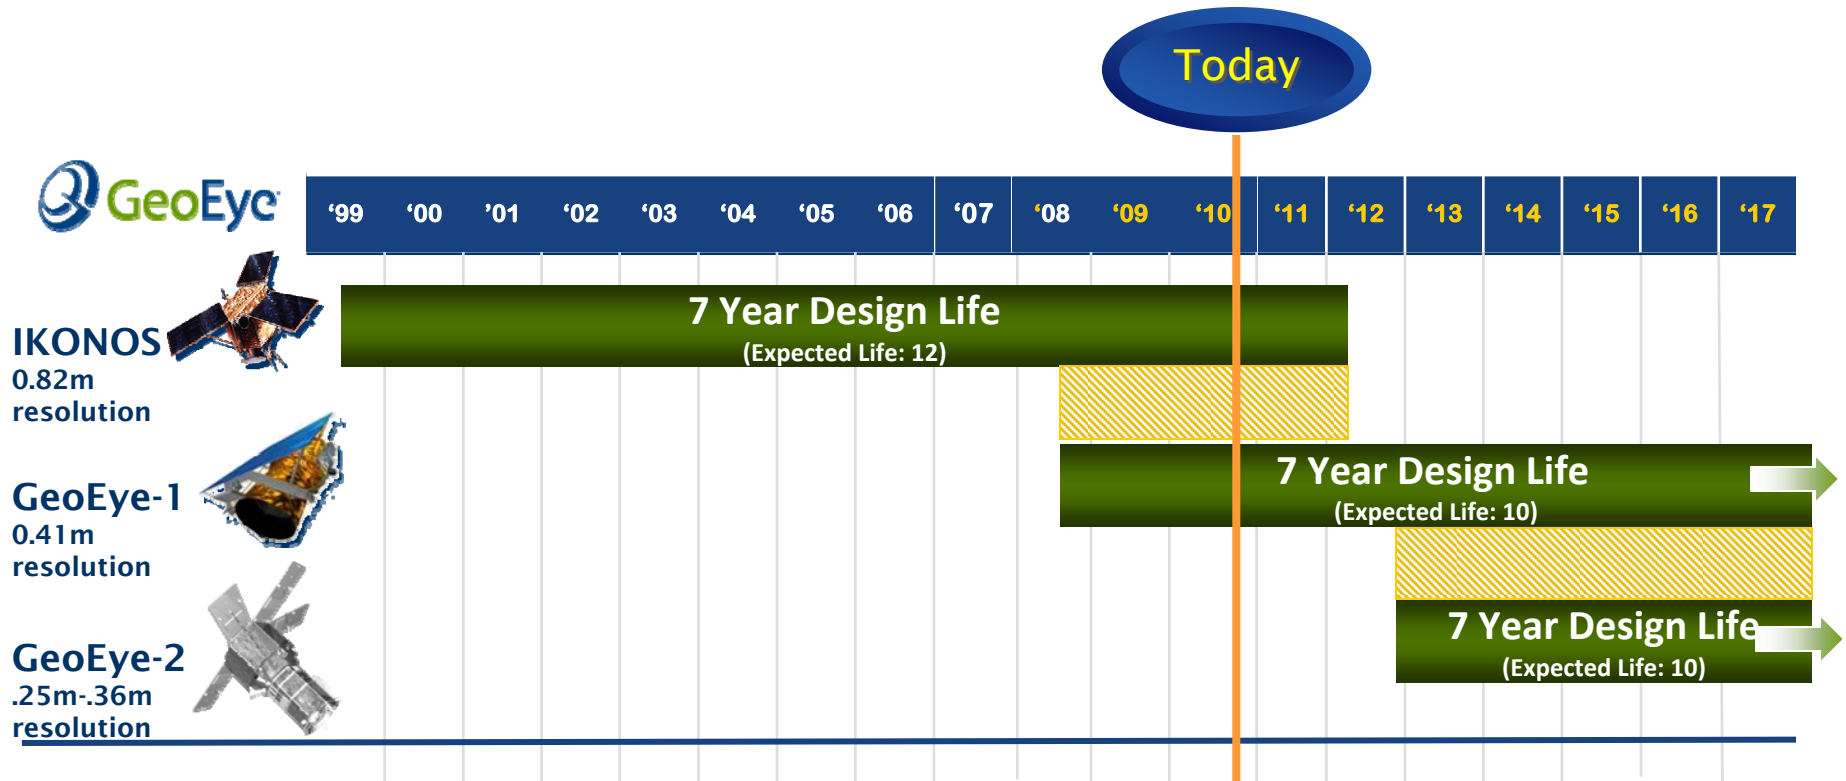 Today
GeoEye
‘99 ‘00 ’01 ‘02 ‘03 ‘04 ‘05 ‘06 ‘07 ‘08 ‘09 ‘10 ‘11 ‘12 ‘13 ‘14 ‘15 ‘16 ‘17
IKONOS
0.82m
resolution
7 Year Design Life
(Expected Life: 12)
GeoEye-1
0.41m
resolution
7 Year Design Life
(Expected Life: 10)
GeoEye-2
.25m-.36m
resolution
7 Year Design Life
(Expected Life: 10)